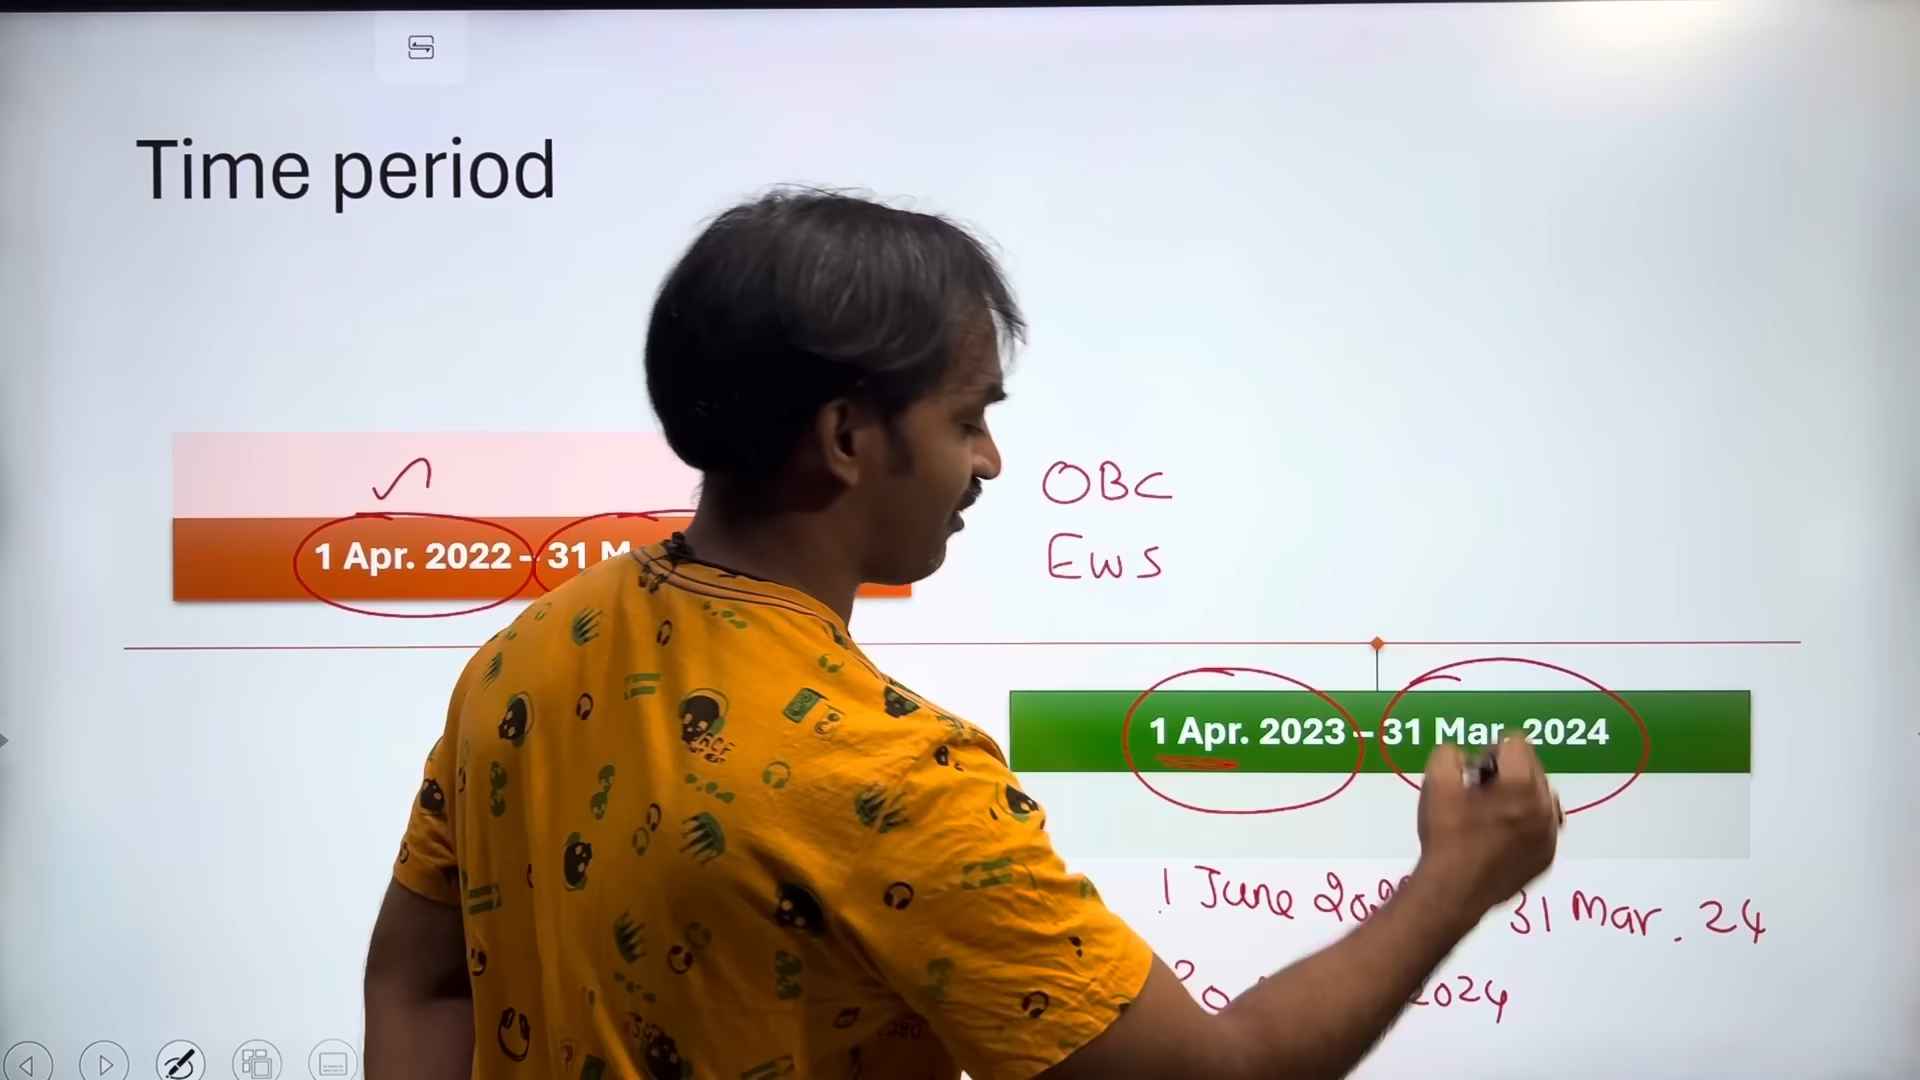 Time period
OBC
EWS
1 Apr. 2022 - 31
1 Apr. 2023 – 31 Mar. 2024
1 June 31 Mar. 24
2024